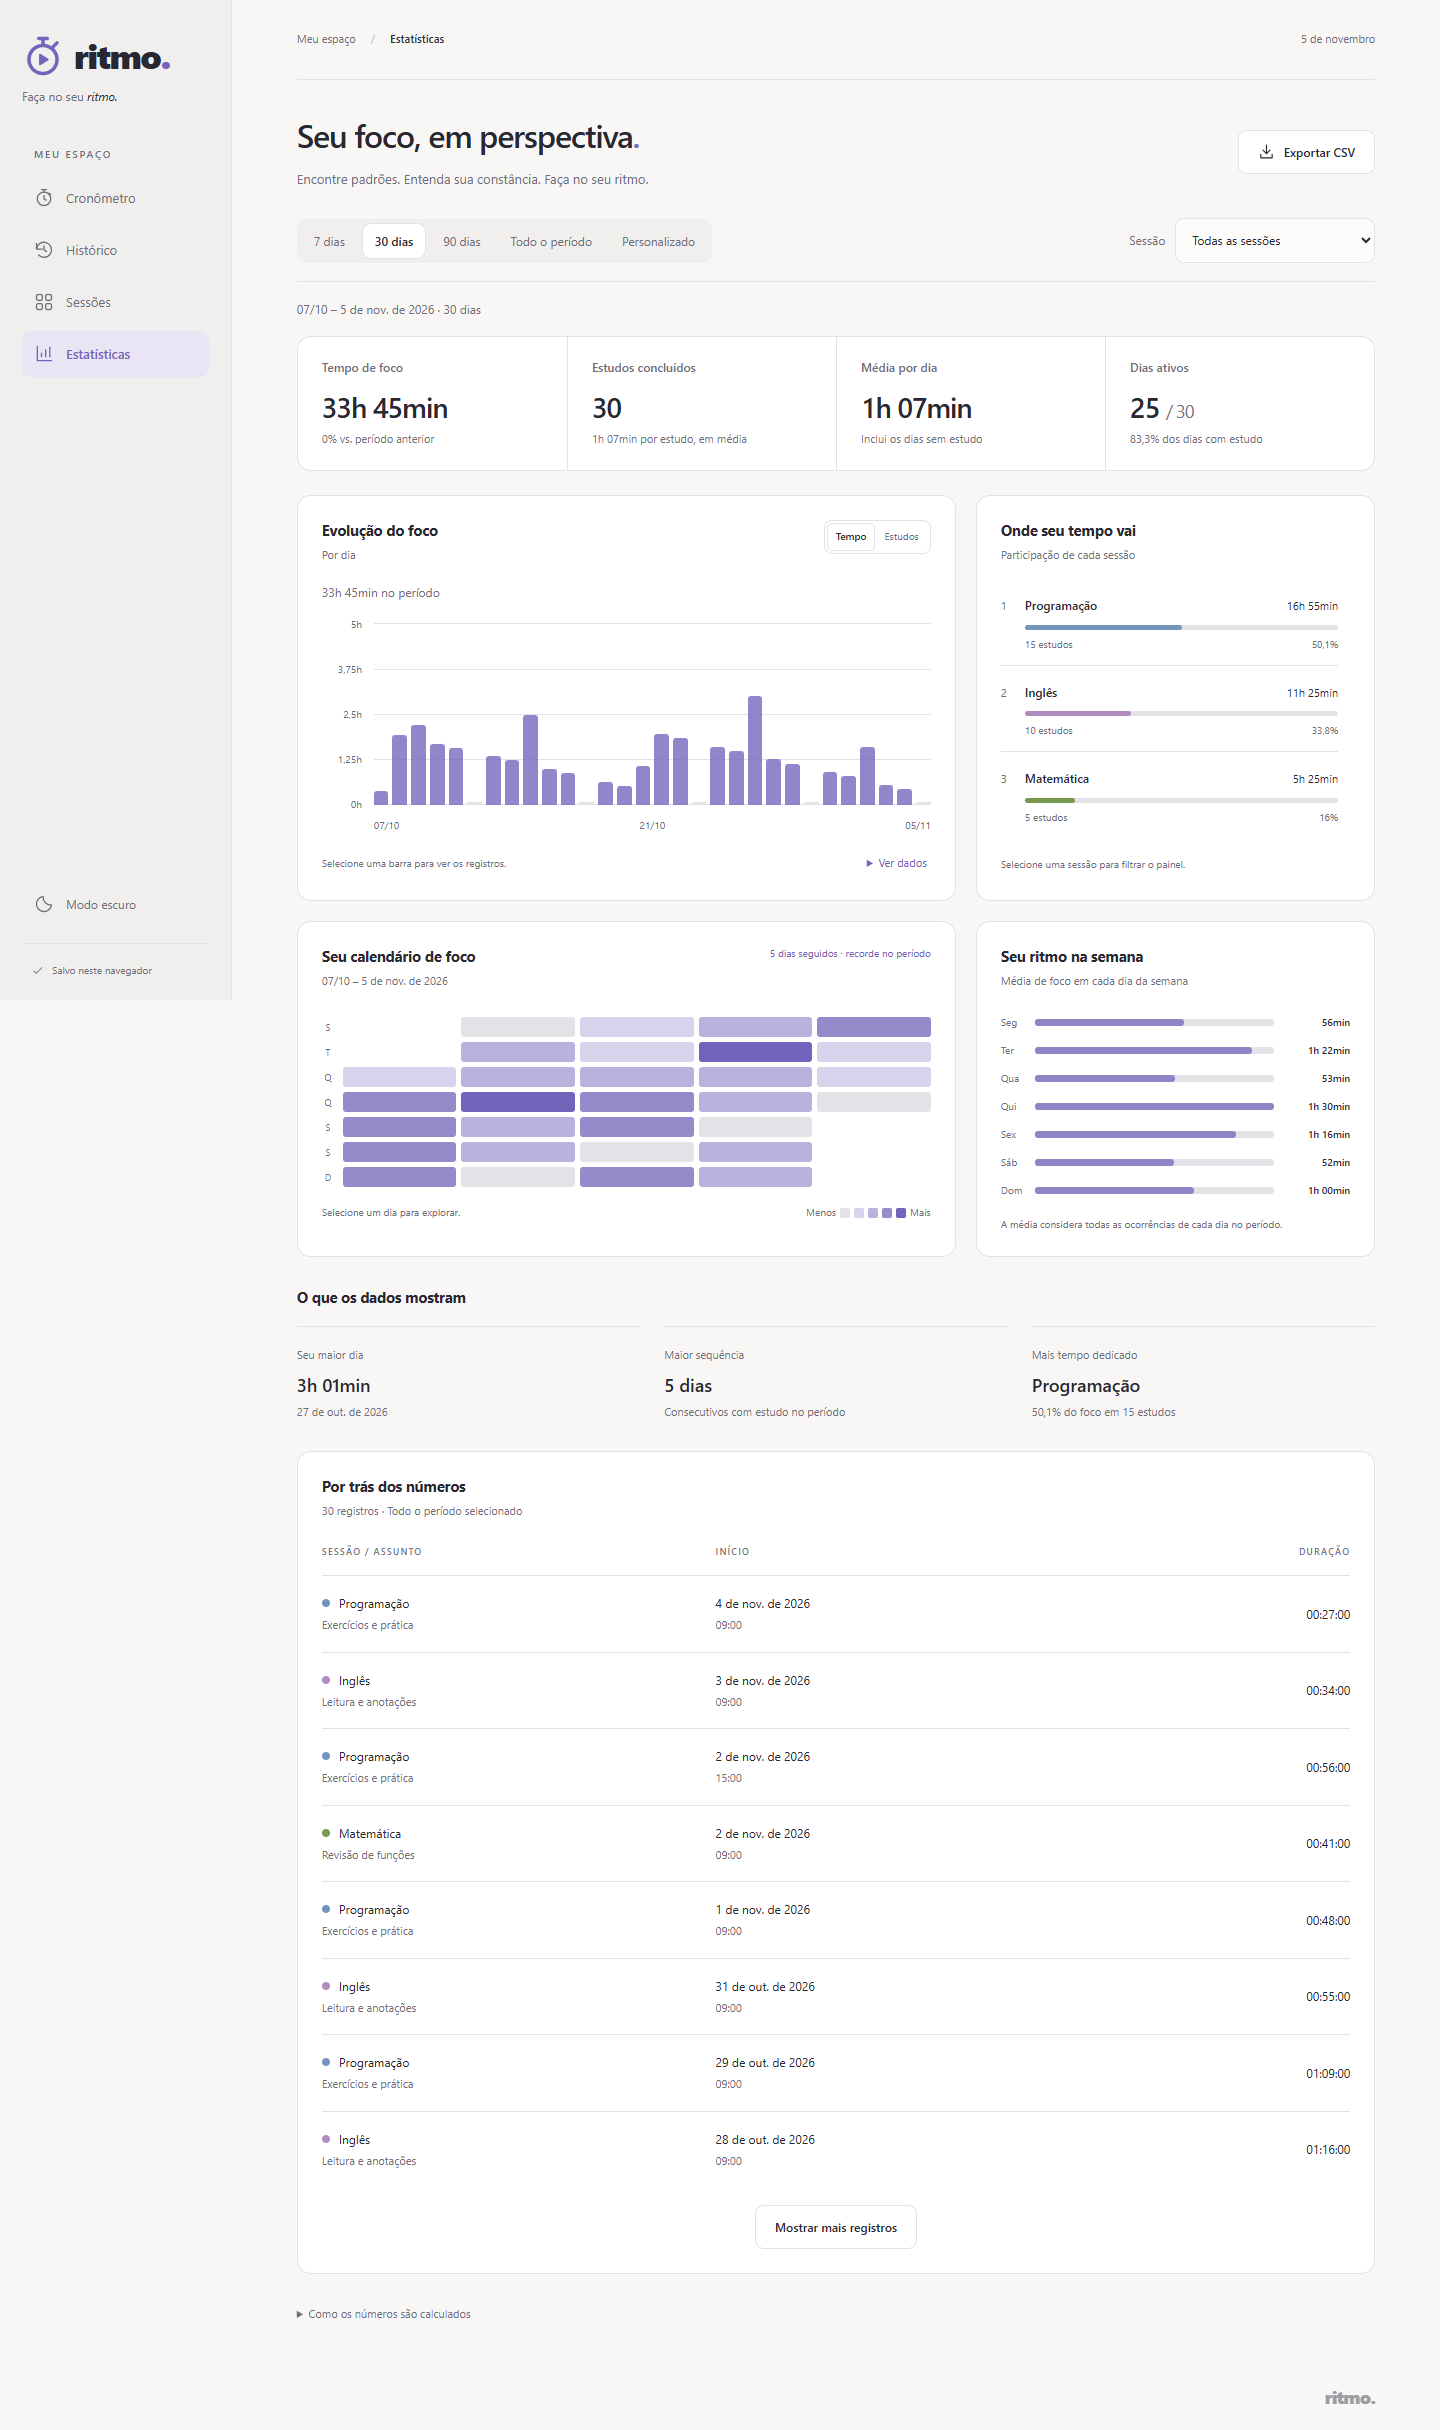 ritmo.
Faça no seu ritmo.
MEU ESPAÇO
Cronômetro
Histórico
Sessões
Estatísticas
Modo escuro
Salvo neste navegador
Meu espaço / Estatísticas
5 de novembro
Seu foco, em perspectiva.
Encontre padrões. Entenda sua constância. Faça no seu ritmo.
Exportar CSV
7 dias 30 dias 90 dias Todo o período Personalizado
Sessão Todas as sessões
07/10 – 5 de nov. de 2026 · 30 dias
Tempo de foco
33h 45min
0% vs. período anterior
Estudos concluídos
30
1h 07min por estudo, em média
Média por dia
1h 07min
Inclui os dias sem estudo
Dias ativos
25 / 30
83,3% dos dias com estudo
Evolução do foco
Por dia
Tempo Estudos
33h 45min no período
5h
3,75h
2,5h
1,25h
0h
07/10 21/10 05/11
Selecione uma barra para ver os registros.
Ver dados
Onde seu tempo vai
Participação de cada sessão
1 Programação 16h 55min
15 estudos 50,1%
2 Inglês 11h 25min
10 estudos 33,8%
3 Matemática 5h 25min
5 estudos 16%
Selecione uma sessão para filtrar o painel.
Seu calendário de foco
07/10 – 5 de nov. de 2026
5 dias seguidos · recorde no período
S
T
Q
Q
S
S
D
Selecione um dia para explorar.
Menos Mais
Seu ritmo na semana
Média de foco em cada dia da semana
Seg 56min
Ter 1h 22min
Qua 53min
Qui 1h 30min
Sex 1h 16min
Sáb 52min
Dom 1h 00min
A média considera todas as ocorrências de cada dia no período.
O que os dados mostram
Seu maior dia
3h 01min
27 de out. de 2026
Maior sequência
5 dias
Consecutivos com estudo no período
Mais tempo dedicado
Programação
50,1% do foco em 15 estudos
Por trás dos números
30 registros · Todo o período selecionado
SESSÃO / ASSUNTO INÍCIO DURAÇÃO
Programação 4 de nov. de 2026 00:27:00
Exercícios e prática 09:00
Inglês 3 de nov. de 2026 00:34:00
Leitura e anotações 09:00
Programação 2 de nov. de 2026 00:56:00
Exercícios e prática 15:00
Matemática 2 de nov. de 2026 00:41:00
Revisão de funções 09:00
Programação 1 de nov. de 2026 00:48:00
Exercícios e prática 09:00
Inglês 31 de out. de 2026 00:55:00
Leitura e anotações 09:00
Programação 29 de out. de 2026 01:09:00
Exercícios e prática 09:00
Inglês 28 de out. de 2026 01:16:00
Leitura e anotações 09:00
Mostrar mais registros
Como os números são calculados
ritmo.